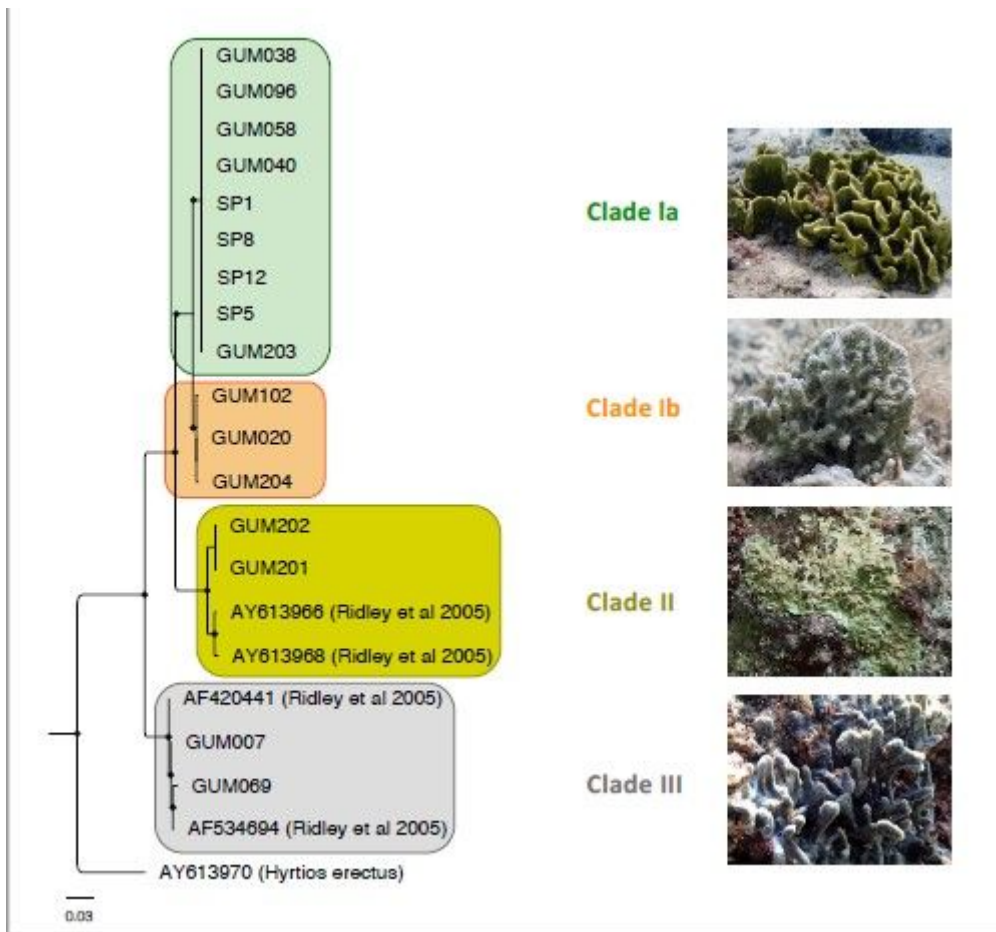 GUM038
GUM096
GUM058
GUM040
SP1
SP8
SP12
SP5
GUM203
Clade Ia
GUM102
GUM020
GUM204
Clade Ib
GUM202
GUM201
AY613966 (Ridley et al 2005)
AY613968 (Ridley et al 2005)
Clade II
AF420441 (Ridley et al 2005)
GUM007
GUM069
AF534694 (Ridley et al 2005)
Clade III
AY613970 (Hyrtios erectus)
0.03